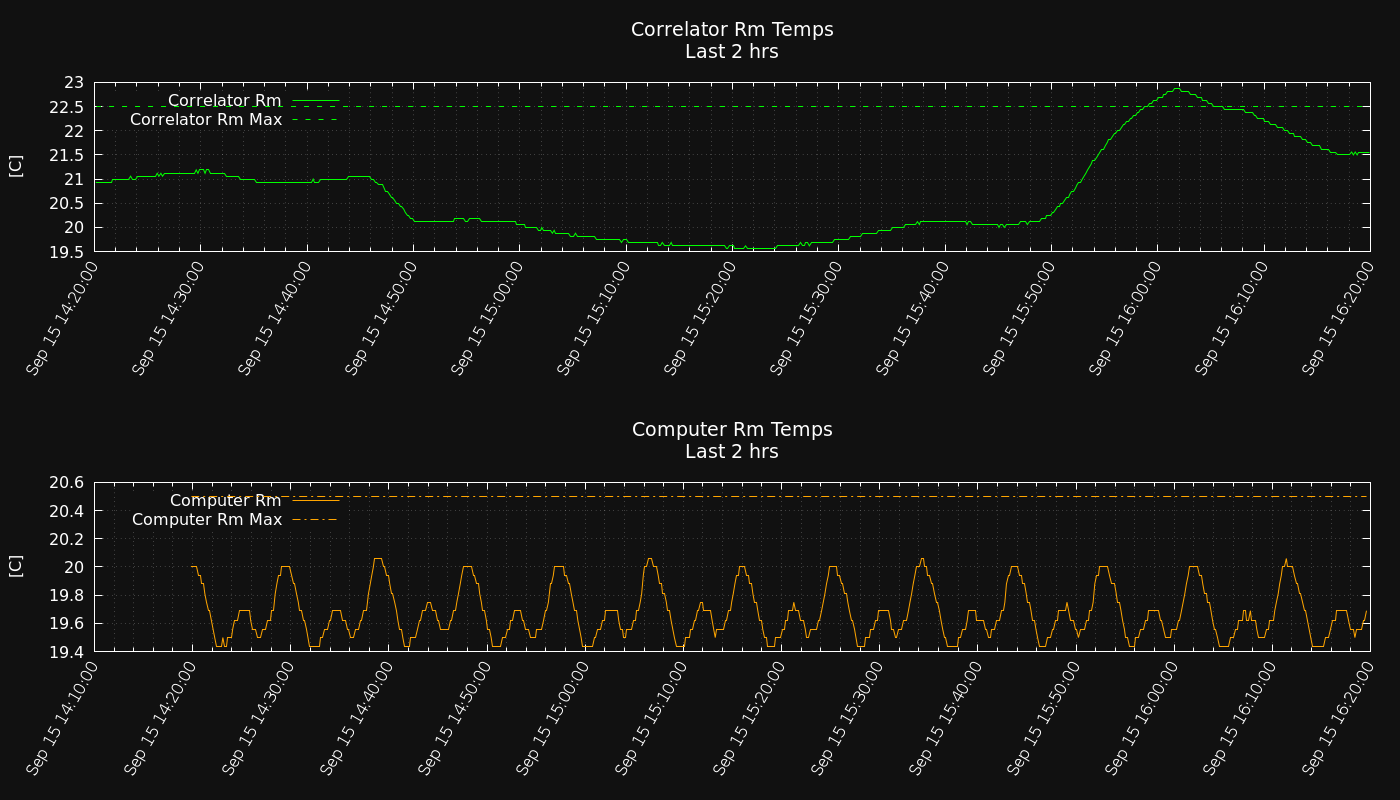 Correlator Rm Temps
Last 2 hrs
[C]
23
22.5
22
21.5
21
20.5
20
19.5
Correlator Rm
Correlator Rm Max
Sep 15 14:20:00
Sep 15 14:30:00
Sep 15 14:40:00
Sep 15 14:50:00
Sep 15 15:00:00
Sep 15 15:10:00
Sep 15 15:20:00
Sep 15 15:30:00
Sep 15 15:40:00
Sep 15 15:50:00
Sep 15 16:00:00
Sep 15 16:10:00
Sep 15 16:20:00
Computer Rm Temps
Last 2 hrs
[C]
20.6
20.4
20.2
20
19.8
19.6
19.4
Computer Rm
Computer Rm Max
Sep 15 14:10:00
Sep 15 14:20:00
Sep 15 14:30:00
Sep 15 14:40:00
Sep 15 14:50:00
Sep 15 15:00:00
Sep 15 15:10:00
Sep 15 15:20:00
Sep 15 15:30:00
Sep 15 15:40:00
Sep 15 15:50:00
Sep 15 16:00:00
Sep 15 16:10:00
Sep 15 16:20:00